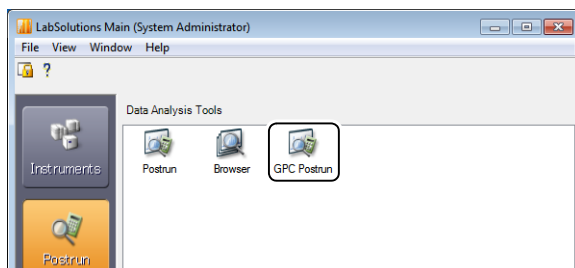 LabSolutions Main (System Administrator)
File View Window Help
?
Data Analysis Tools
Instruments
Postrun Browser GPC Postrun
Postrun